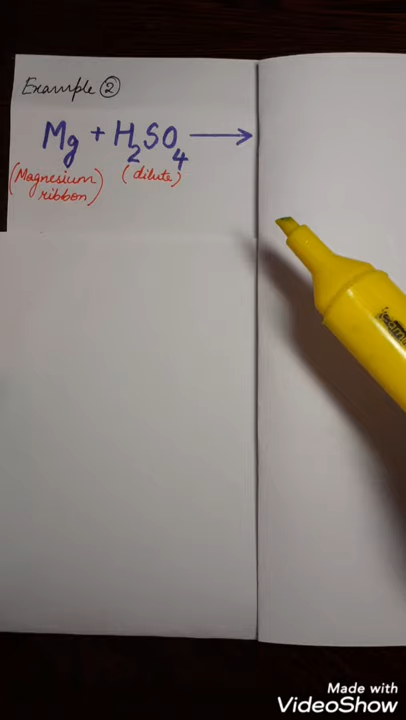 Example ②
Mg + H₂SO₄ →
(Magnesium ribbon) (dilute)
Made with
VideoShow